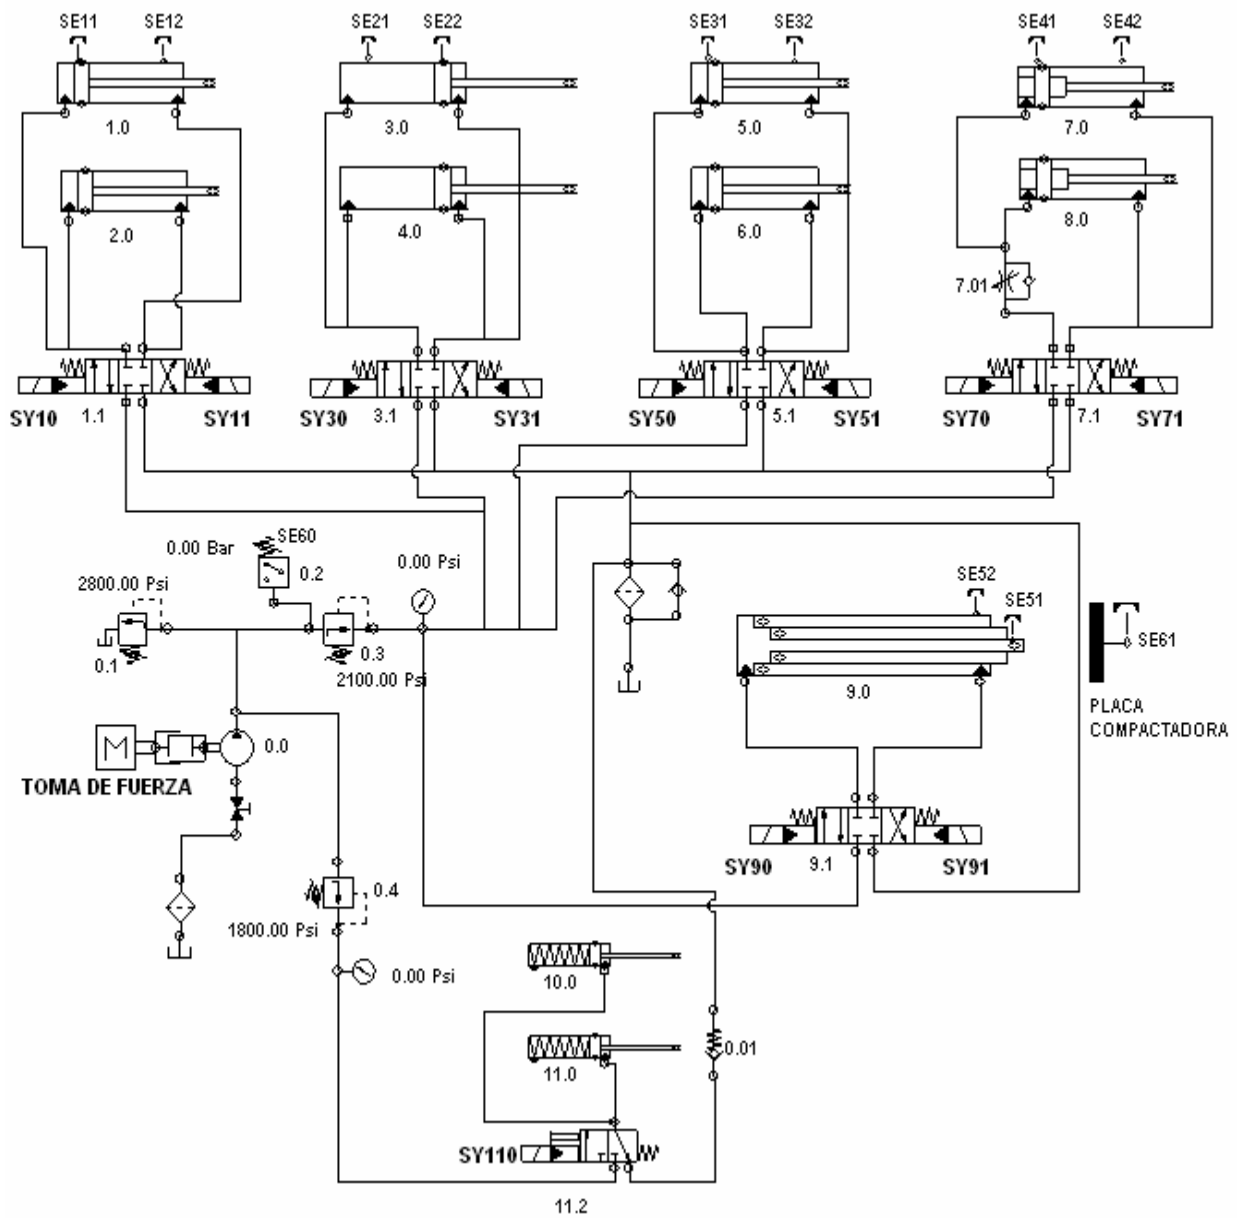 SE11 SE12 SE21 SE22 SE31 SE32 SE41 SE42
1.0 3.0 5.0 7.0
2.0 4.0 6.0 8.0
7.01
SY10 1.1 SY11 SY30 3.1 SY31 SY50 5.1 SY51 SY70 7.1 SY71
SE60
0.00 Bar 0.2 0.00 Psi
2800.00 Psi
SE52
SE51
SE61
0.1 0.3
2100.00 Psi
9.0
PLACA
COMPACTADORA
M 0.0
TOMA DE FUERZA
SY90 9.1 SY91
0.4
1800.00 Psi
0.00 Psi
10.0
0.01
11.0
SY110
11.2